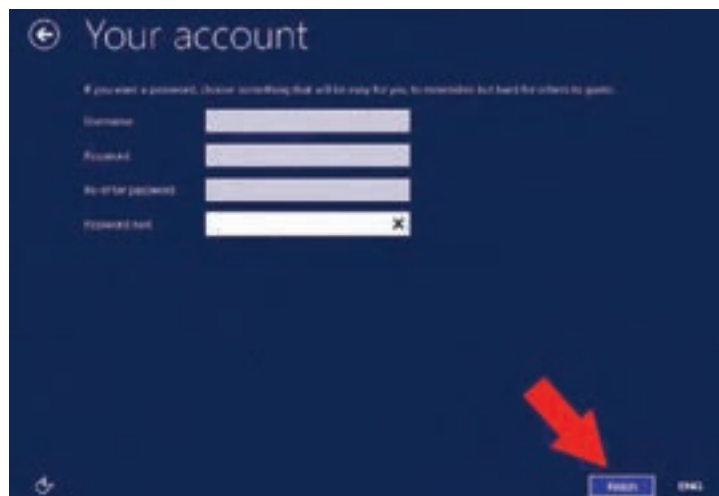 Your account
If you want a password, choose something that will be easy for you to remember but hard for others to guess.
Username
Password
Re-enter password
Password hint
Finish
ENG